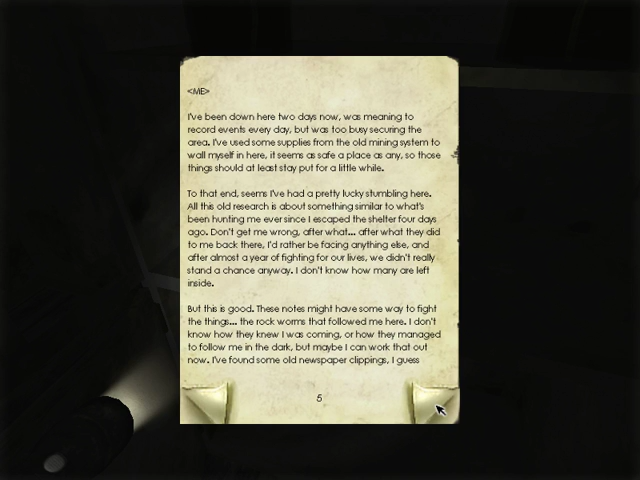 <ME>
I've been down here two days now, was meaning to
record events every day, but was too busy securing the
area. I've used some supplies from the old mining system to
wall myself in here, it seems as safe a place as any, so those
things should at least stay put for a little while.
To that end, seems I've had a pretty lucky stumbling here.
All this old research is about something similar to what's
been hunting me ever since I escaped the shelter four days
ago. Don't get me wrong, after what... after what they did
to me back there, I'd rather be facing anything else, and
after almost a year of fighting for our lives, we didn't really
stand a chance anyway. I don't know how many are left
inside.
But this is good. These notes might have some way to fight
the things... the rock worms that followed me here. I don't
know how they knew I was coming, or how they managed
to follow me in the dark, but maybe I can work that out
now. I've found some old newspaper clippings, I guess
5